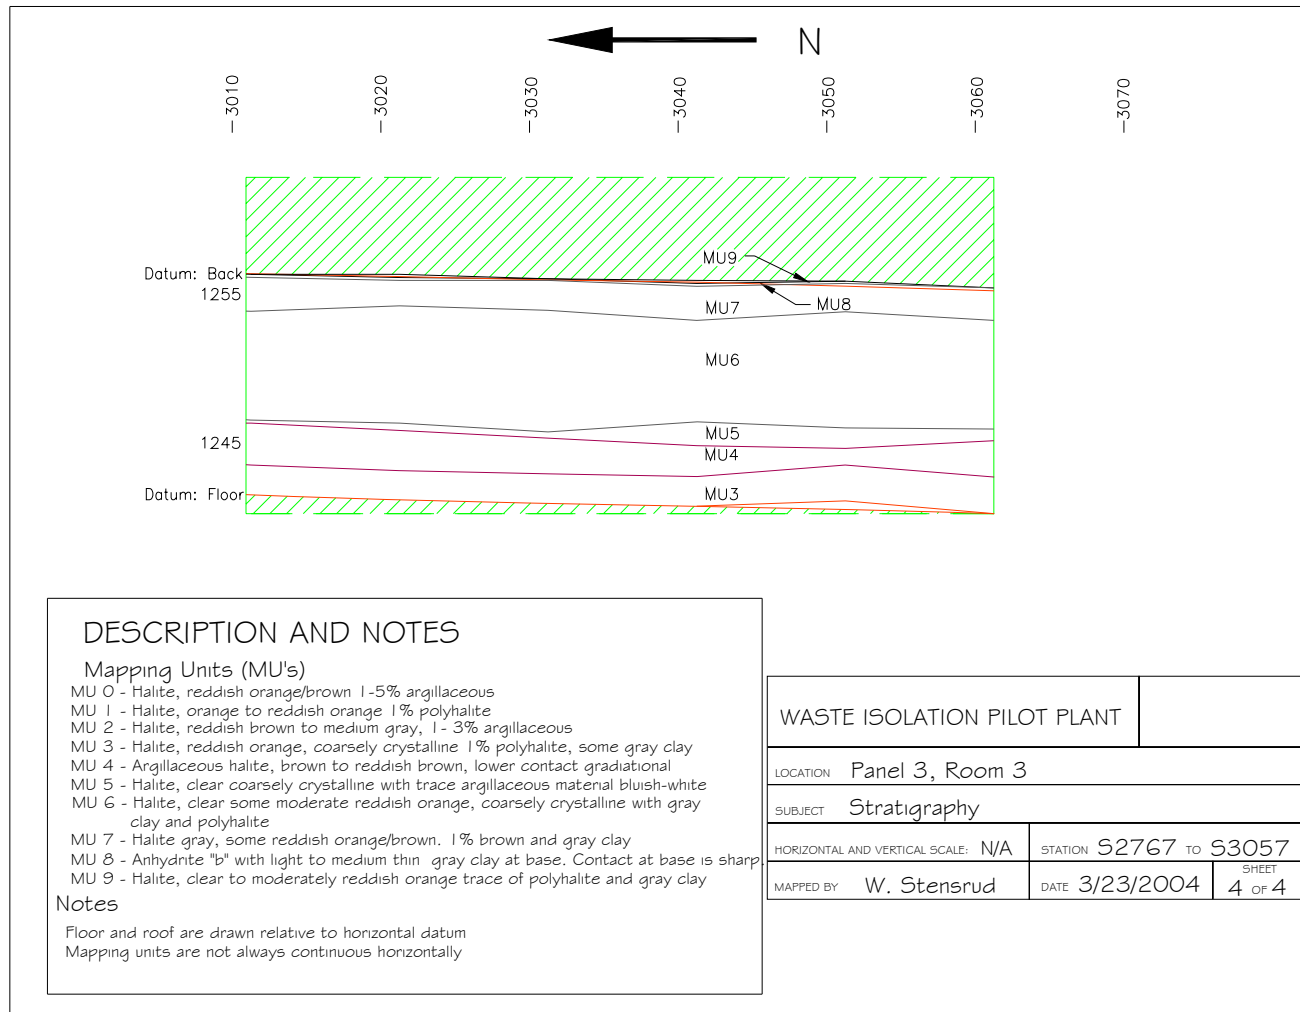 N
-3010
-3020
-3030
-3040
-3050
-3060
-3070
MU9
Datum: Back
1255
MU8
MU7
MU6
MU5
1245
MU4
Datum: Floor
MU3
DESCRIPTION AND NOTES
Mapping Units (MU's)
MU 0 - Halite, reddish orange/brown 1-5% argillaceous
MU 1 - Halite, orange to reddish orange 1% polyhalite
MU 2 - Halite, reddish brown to medium gray, 1- 3% argillaceous
MU 3 - Halite, reddish orange, coarsely crystalline 1% polyhalite, some gray clay
MU 4 - Argillaceous halite, brown to reddish brown, lower contact gradiational
MU 5 - Halite, clear coarsely crystalline with trace argillaceous material bluish-white
MU 6 - Halite, clear some moderate reddish orange, coarsely crystalline with gray
clay and polyhalite
MU 7 - Halite gray, some reddish orange/brown. 1% brown and gray clay
MU 8 - Anhydrite "b" with light to medium thin gray clay at base. Contact at base is sharp.
MU 9 - Halite, clear to moderately reddish orange trace of polyhalite and gray clay
Notes
Floor and roof are drawn relative to horizontal datum
Mapping units are not always continuous horizontally
WASTE ISOLATION PILOT PLANT
LOCATION Panel 3, Room 3
SUBJECT Stratigraphy
HORIZONTAL AND VERTICAL SCALE: N/A
STATION S2767 TO S3057
MAPPED BY W. Stensrud
DATE 3/23/2004
SHEET
4 OF 4